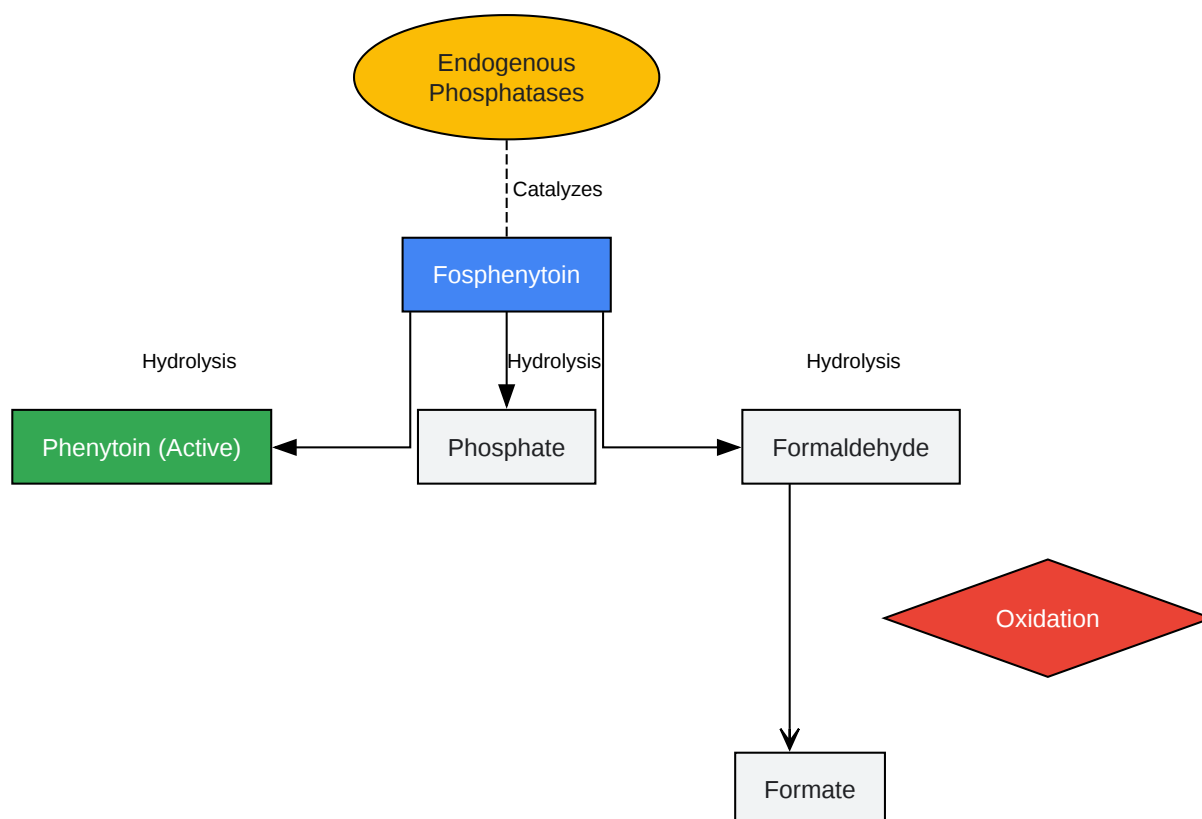 Endogenous
Phosphatases
Catalyzes
Fosphenytoin
Hydrolysis
Hydrolysis
Hydrolysis
Phenytoin (Active)
Phosphate
Formaldehyde
Oxidation
Formate